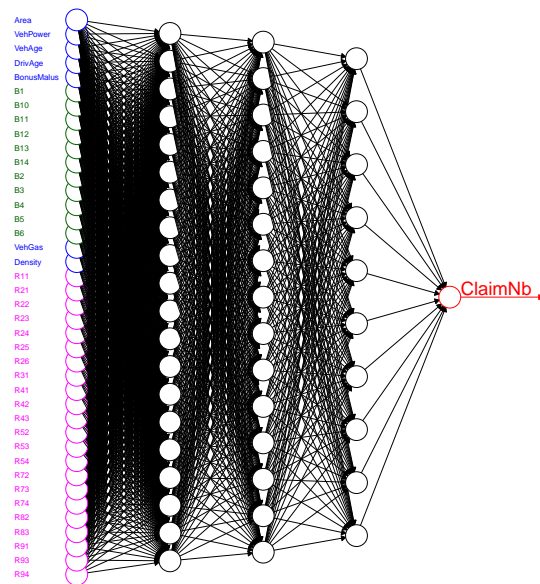 Area
VehPower
VehAge
DrivAge
BonusMalus
B1
B10
B11
B12
B13
B14
B2
B3
B4
B5
B6
VehGas
Density
R11
R21
R22
R23
R24
R25
R26
R31
R41
R42
R43
R52
R53
R54
R72
R73
R74
R82
R83
R91
R93
R94
ClaimNb